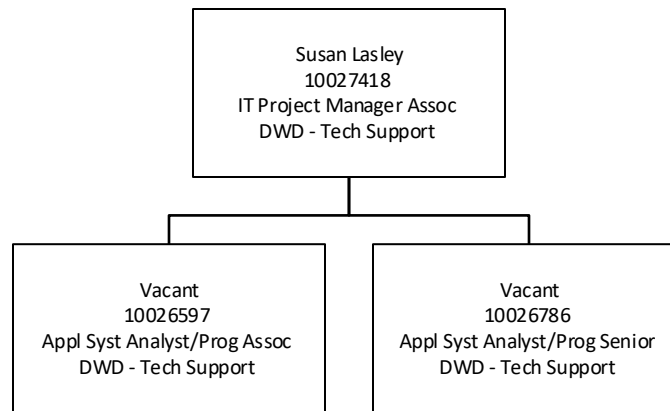 Susan Lasley
10027418
IT Project Manager Assoc
DWD - Tech Support
Vacant
10026597
Appl Syst Analyst/Prog Assoc
DWD - Tech Support
Vacant
10026786
Appl Syst Analyst/Prog Senior
DWD - Tech Support